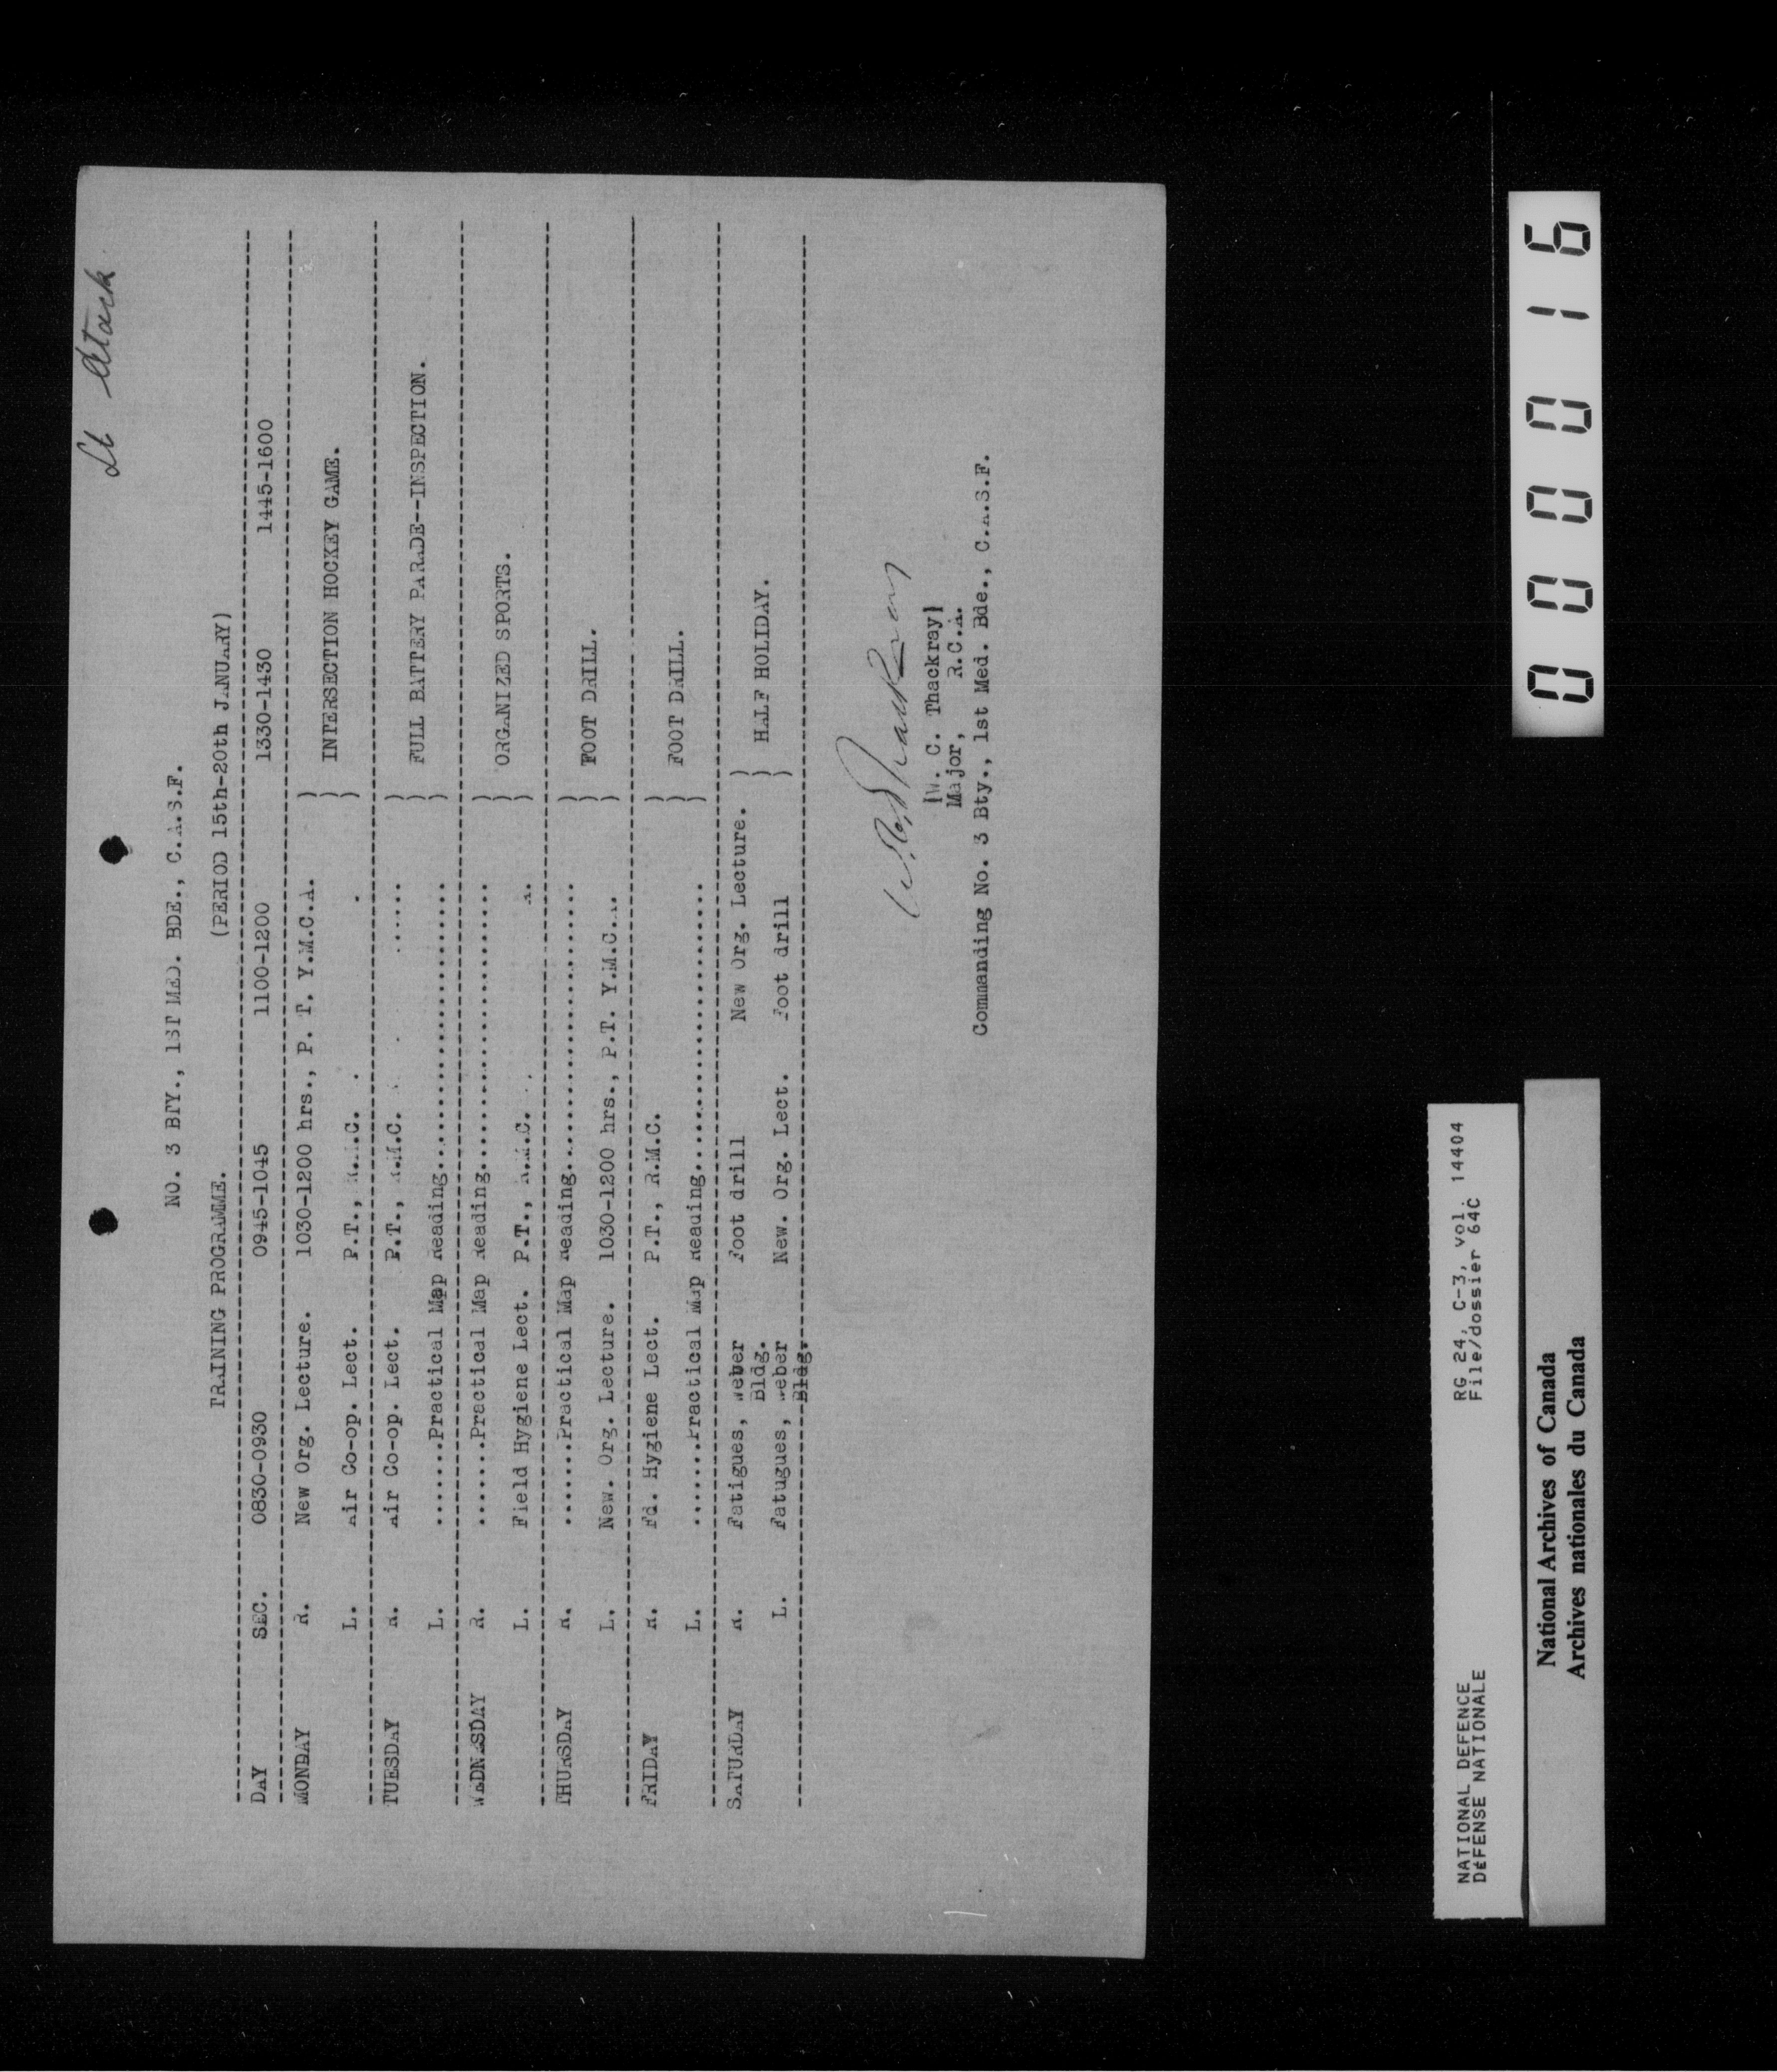 Lt Stark
NO. 3 BTY., 1ST MED. BDE., C.A.S.F.
TRAINING PROGRAMME. (PERIOD 15th-20th JANUARY)
DAY SEC. 0830-0930 0945-1045 1100-1200 1330-1430 1445-1600
MONDAY R. New Org. Lecture. 1030-1200 hrs., P. T. Y.M.C.A. )
) INTERSECTION HOCKEY GAME.
L. Air Co-op. Lect. P.T., R.M.C. )
TUESDAY R. Air Co-op. Lect. P.T., R.M.C. )
) FULL BATTERY PARADE--INSPECTION.
L. ......Practical Map Reading........................ )
WEDNESDAY R. ......Practical Map Reading........................ )
) ORGANIZED SPORTS.
L. Field Hygiene Lect. P.T., R.M.C. )
THURSDAY R. ......Practical Map Reading........................ )
) FOOT DRILL.
L. New. Org. Lecture. 1030-1200 hrs., P.T. Y.M.C.A. )
FRIDAY R. Fd. Hygiene Lect. P.T., R.M.C. )
) FOOT DRILL.
L. ......Practical Map Reading........................ )
SATURDAY R. Fatigues, Weber Foot drill New Org. Lecture. )
Bldg. ) HALF HOLIDAY.
L. Fatugues, Weber New. Org. Lect. Foot drill )
Bldg.
(W. C. Thackray)
Major, R.C.A.
Commanding No. 3 Bty., 1st Med. Bde., C.A.S.F.
000016
NATIONAL DEFENCE RG 24, C-3, vol. 14404
DÉFENSE NATIONALE File/dossier 64C
National Archives of Canada
Archives nationales du Canada